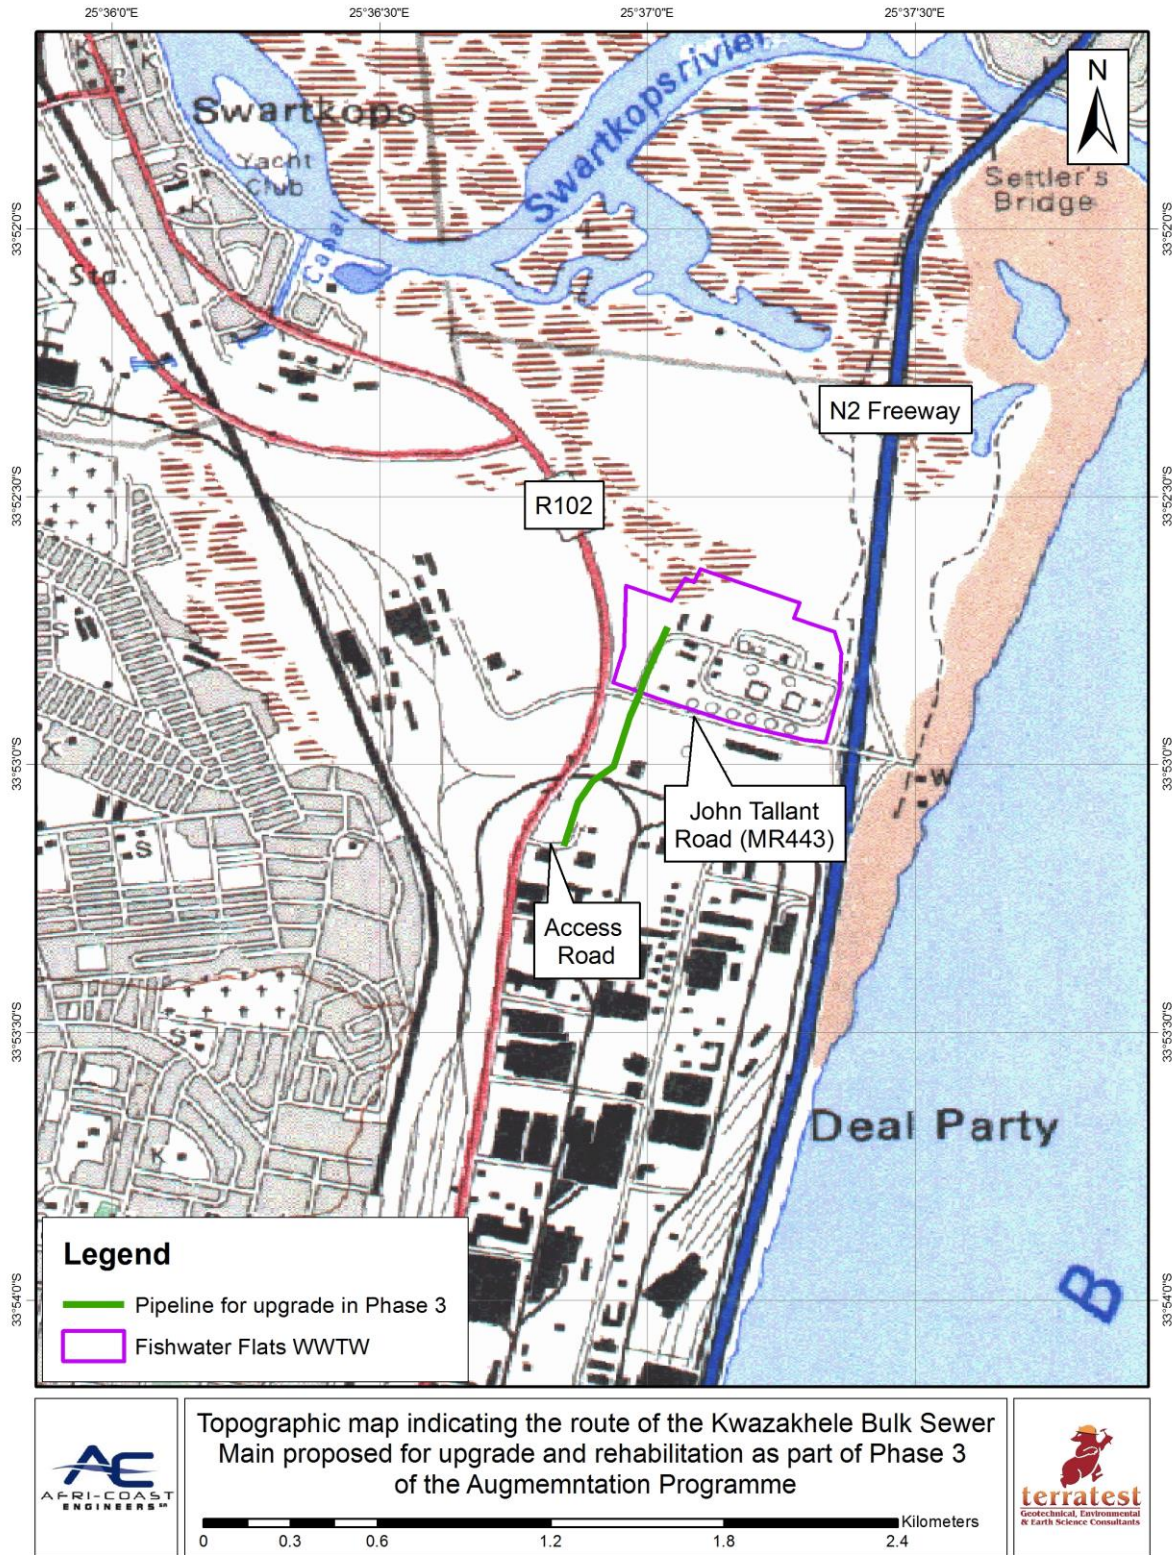 25°36'0"E
25°36'30"E
25°37'0"E
25°37'30"E
N
K
K
P
Swartkops
Swartkopsrivier
Yacht
Club
S
K
Settler's
Bridge
33°52'0"S
33°52'0"S
Canal
Sta.
N2 Freeway
33°52'30"S
33°52'30"S
R102
S
K
33°53'0"S
33°53'0"S
W
John Tallant
Road (MR443)
S
Access
Road
33°53'30"S
33°53'30"S
S
Deal Party
K
Legend
Pipeline for upgrade in Phase 3
Fishwater Flats WWTW
33°54'0"S
33°54'0"S
B
AFRI-COAST
ENGINEERS SA
Topographic map indicating the route of the Kwazakhele Bulk Sewer
Main proposed for upgrade and rehabilitation as part of Phase 3
of the Augmemntation Programme
Kilometers
0 0.3 0.6 1.2 1.8 2.4
terratest
Geotechnical, Environmental
& Earth Science Consultants